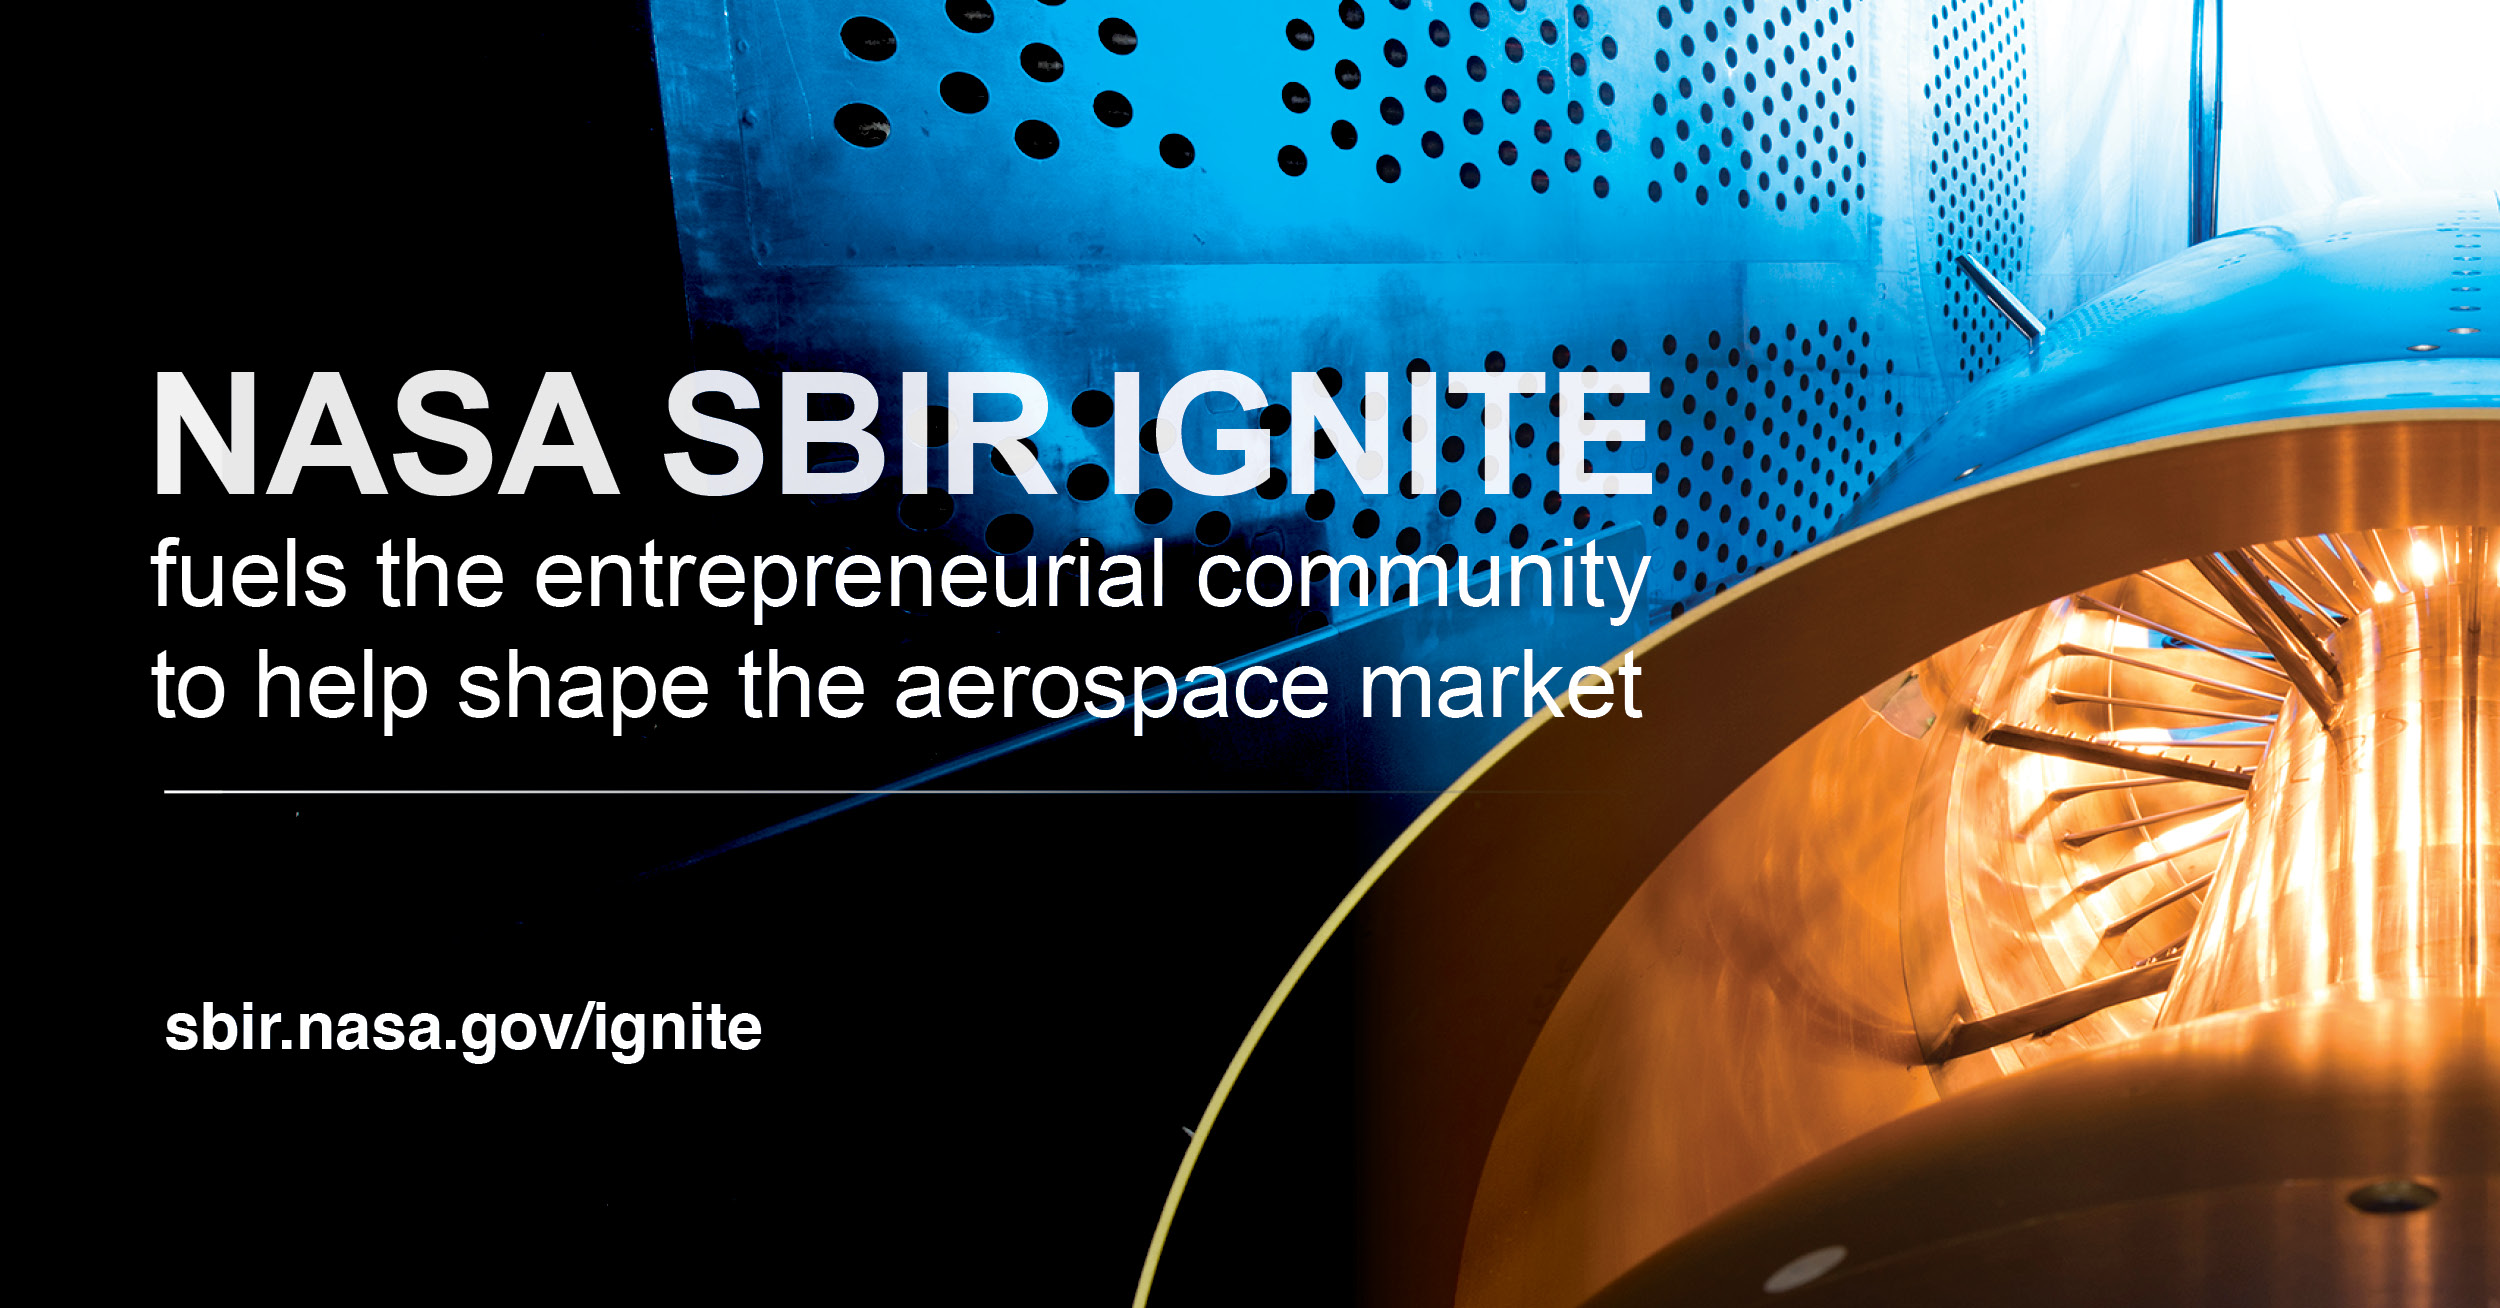 NASA SBIR IGNITE
fuels the entrepreneurial community
to help shape the aerospace market
sbir.nasa.gov/ignite